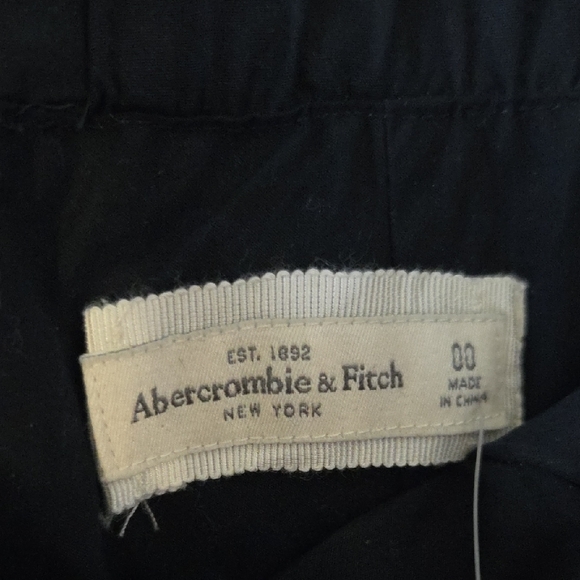 EST. 1892
Abercrombie & Fitch
NEW YORK
00
MADE
IN CHINA